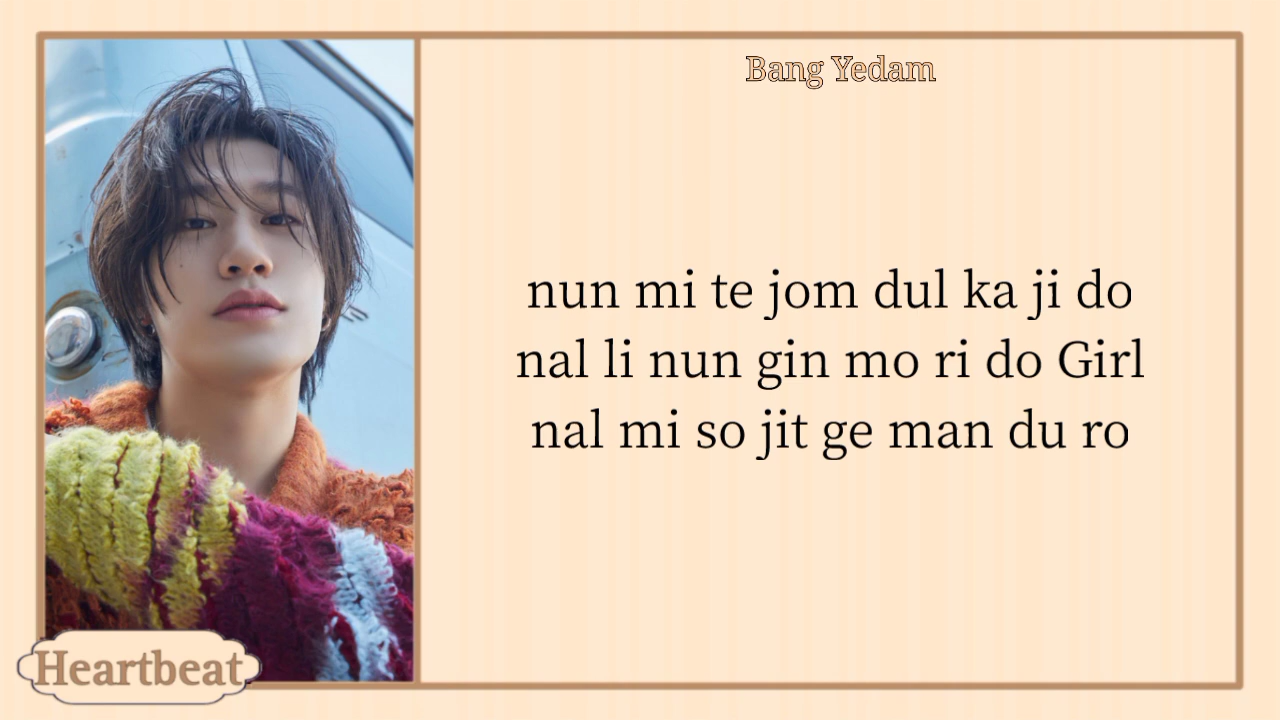 Bang Yedam
nun mi te jom dul ka ji do
nal li nun gin mo ri do Girl
nal mi so jit ge man du ro
Heartbeat